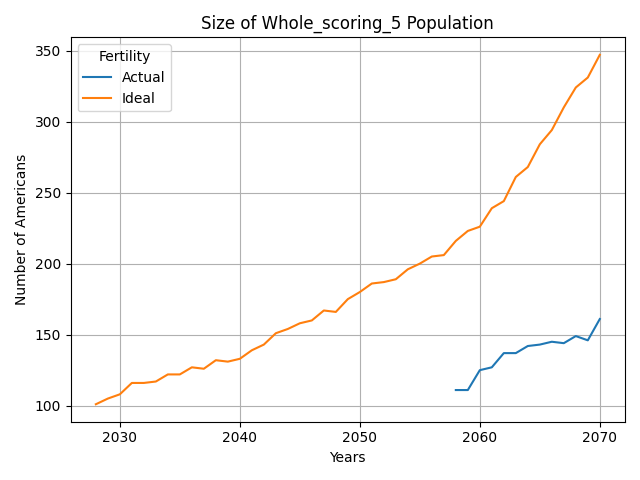 Size of Whole_scoring_5 Population
Fertility
Actual
Ideal
Number of Americans
350
300
250
200
150
100
2030
2040
2050
2060
2070
Years